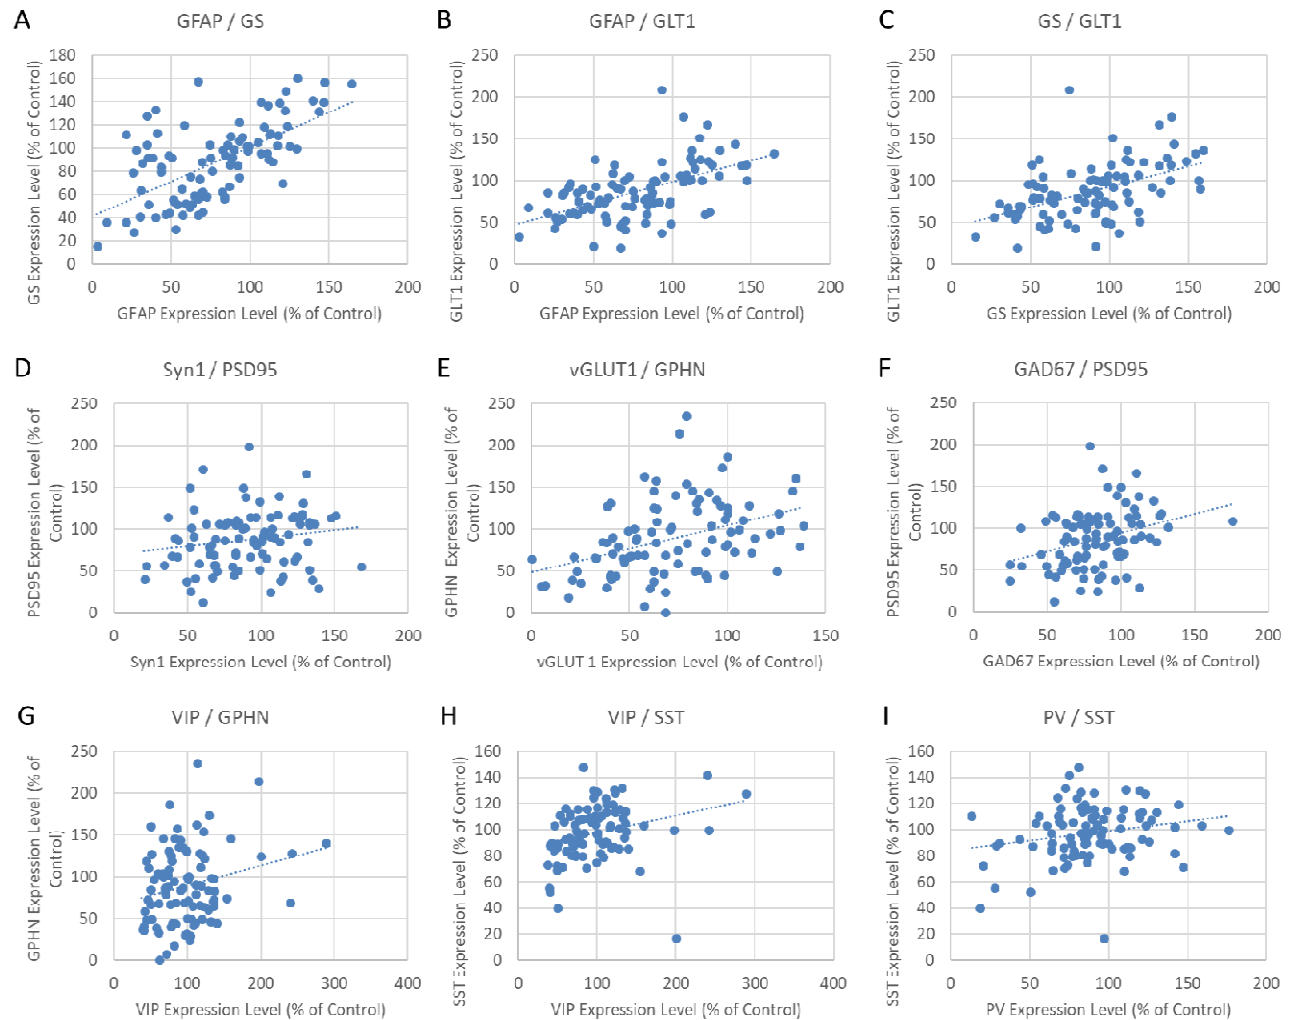 A
GFAP / GS
GS Expression Level (% of Control)
180
160
140
120
100
80
60
40
20
0
0 50 100 150 200
GFAP Expression Level (% of Control)
B
GFAP / GLT1
GLT1 Expression Level (% of Control)
250
200
150
100
50
0
0 50 100 150 200
GFAP Expression Level (% of Control)
C
GS / GLT1
GLT1 Expression Level (% of Control)
250
200
150
100
50
0
0 50 100 150 200
GS Expression Level (% of Control)
D
Syn1 / PSD95
PSD95 Expression Level (% of
Control)
250
200
150
100
50
0
0 50 100 150 200
Syn1 Expression Level (% of Control)
E
vGLUT1 / GPHN
GPHN Expression Level (% of
Control)
250
200
150
100
50
0
0 50 100 150
vGLUT 1 Expression Level (% of Control)
F
GAD67 / PSD95
PSD95 Expression Level (% of
Control)
250
200
150
100
50
0
0 50 100 150 200
GAD67 Expression Level (% of Control)
G
VIP / GPHN
GPHN Expression Level (% of
Control)
250
200
150
100
50
0
0 100 200 300 400
VIP Expression Level (% of Control)
H
VIP / SST
SST Expression Level (% of Control)
160
140
120
100
80
60
40
20
0
0 100 200 300 400
VIP Expression Level (% of Control)
I
PV / SST
SST Expression Level (% of Control)
160
140
120
100
80
60
40
20
0
0 50 100 150 200
PV Expression Level (% of Control)